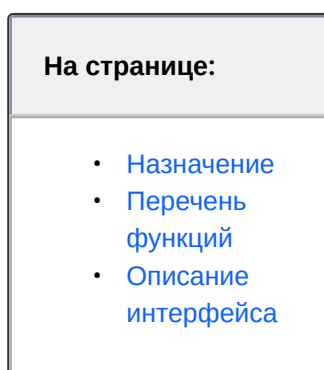 На странице:
• Назначение
• Перечень
функций
• Описание
интерфейса